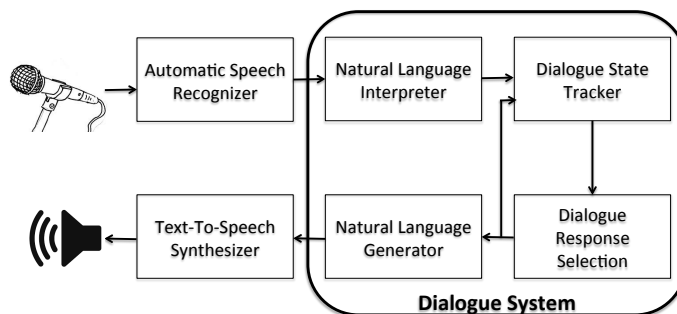 Automatic Speech
Recognizer
Natural Language
Interpreter
Dialogue State
Tracker
Text-To-Speech
Synthesizer
Natural Language
Generator
Dialogue
Response
Selection
Dialogue System